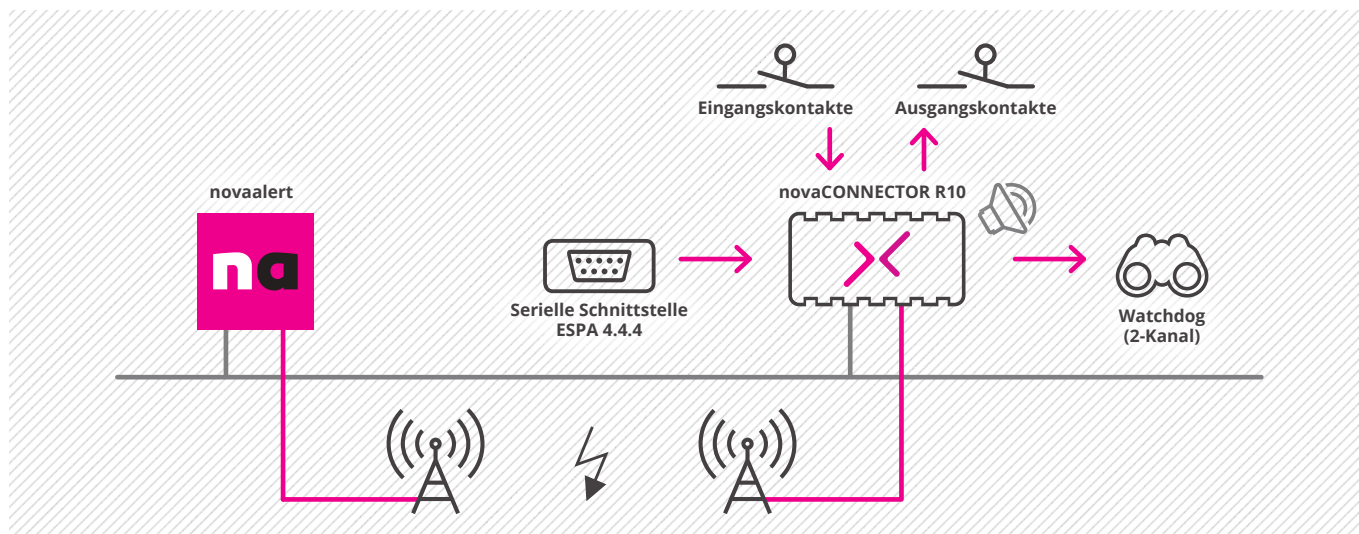 Eingangskontakte
Ausgangskontakte
novaalert
novaCONNECTOR R10
na
Serielle Schnittstelle
ESPA 4.4.4
Watchdog
(2-Kanal)